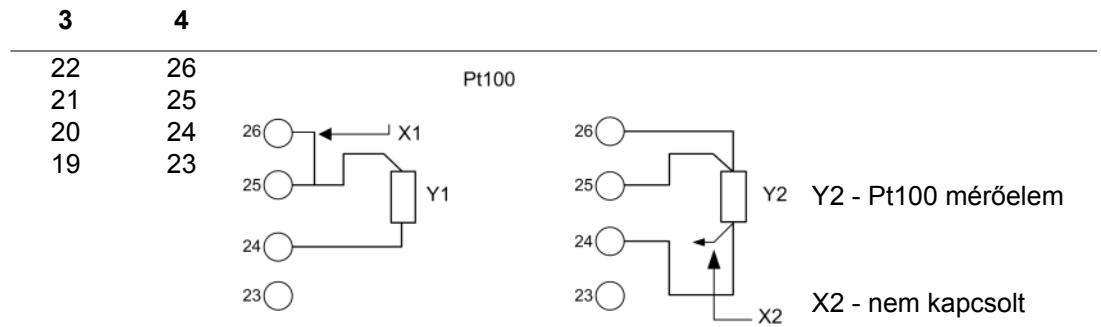 3 4
22 26
21 25
20 24
19 23
Pt100
26 X1
25 Y1
24
23
26
25 Y2 Y2 - Pt100 mérőelem
24
23 X2 X2 - nem kapcsolt